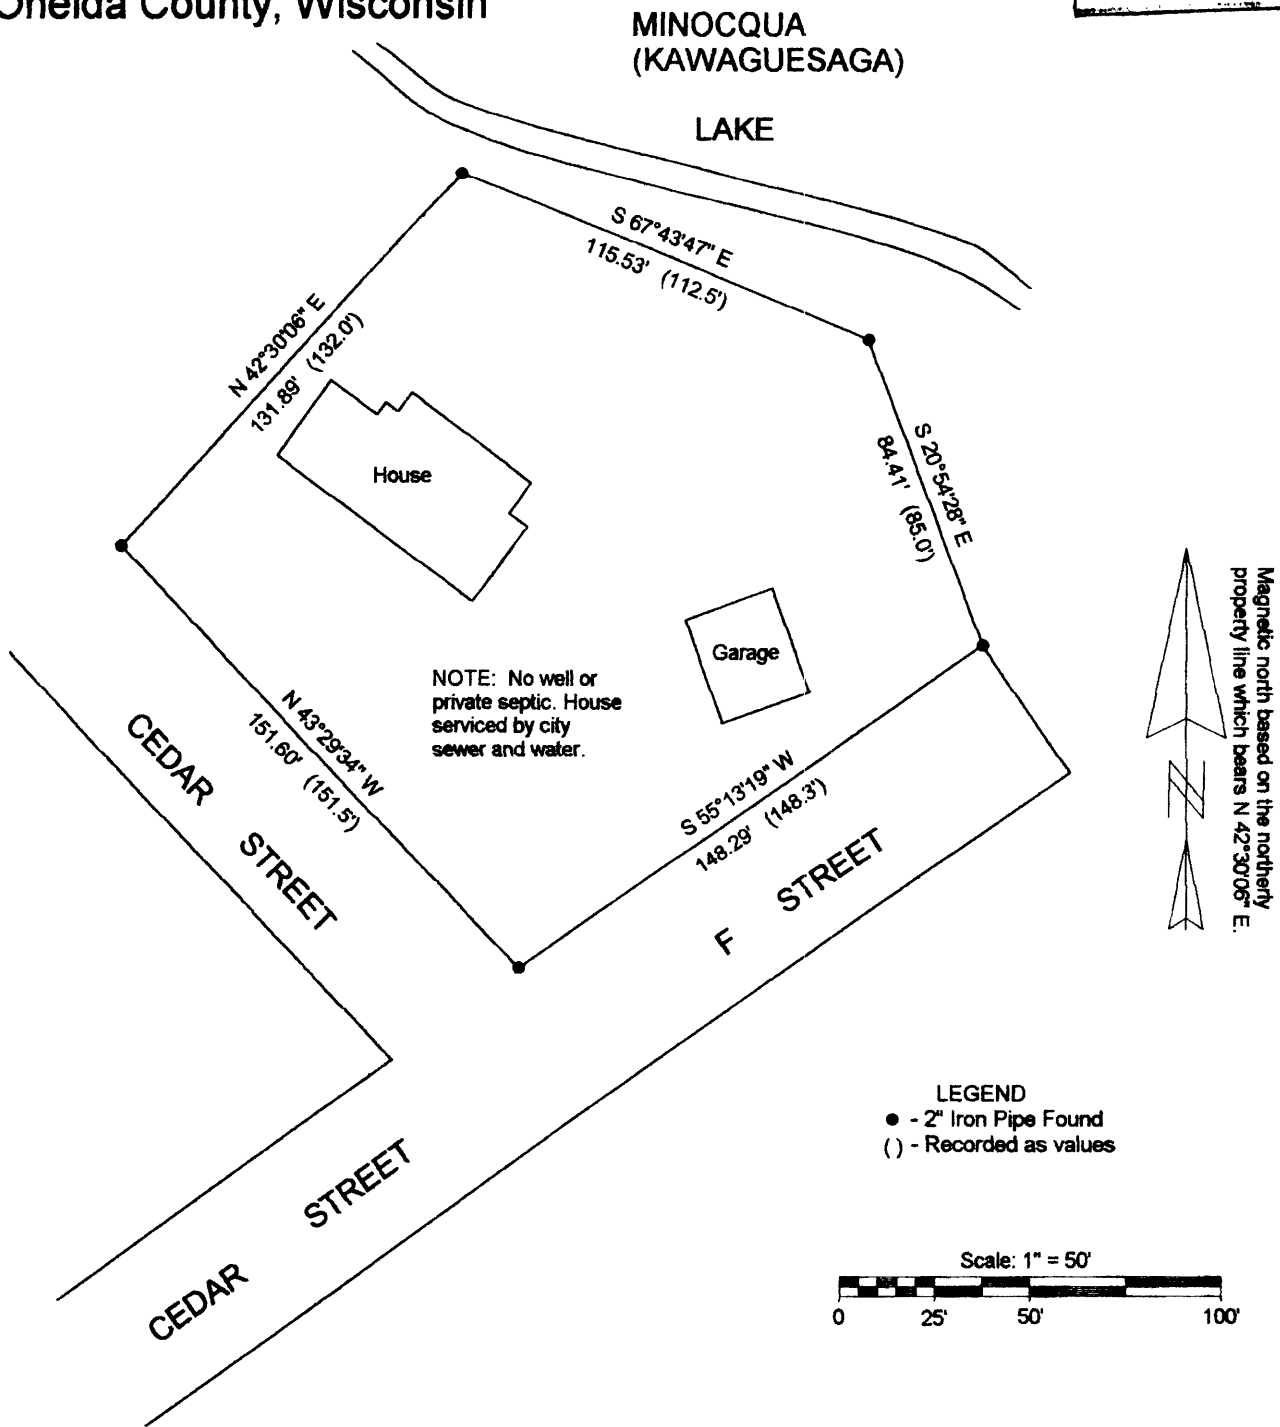 Oneida County, Wisconsin
MINOCQUA
(KAWAGUESAGA)
LAKE
S 67°43'47" E
115.53' (112.5')
N 42°30'06" E
131.89' (132.0')
S 20°54'28" E
84.41' (85.0')
House
Garage
NOTE: No well or
private septic. House
serviced by city
sewer and water.
N 43°29'34" W
151.60' (151.5')
S 55°13'19" W
148.29' (148.3')
CEDAR STREET
F STREET
CEDAR STREET
Magnetic north based on the northerly
property line which bears N 42°30'06" E.
N
LEGEND
● - 2" Iron Pipe Found
( ) - Recorded as values
Scale: 1" = 50'
0 25' 50' 100'